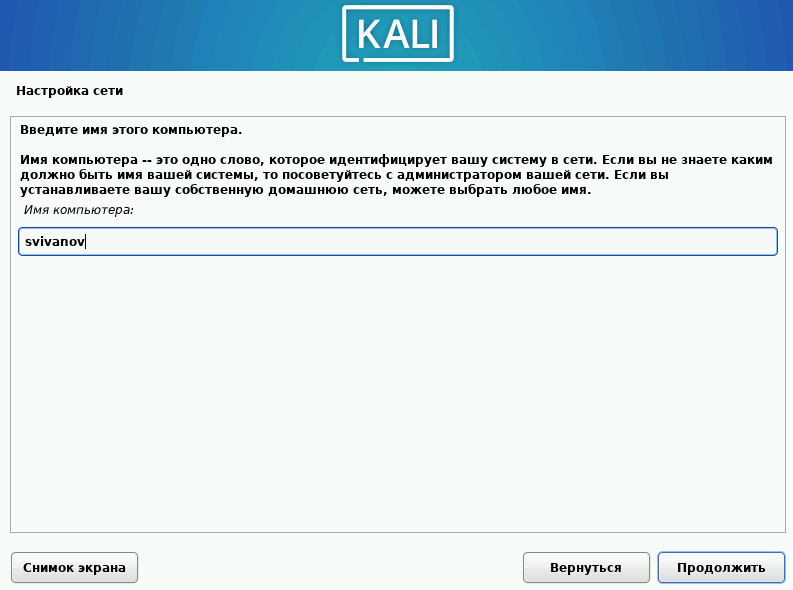 KALI
Настройка сети
Введите имя этого компьютера.
Имя компьютера -- это одно слово, которое идентифицирует вашу систему в сети. Если вы не знаете каким
должно быть имя вашей системы, то посоветуйтесь с администратором вашей сети. Если вы
устанавливаете вашу собственную домашнюю сеть, можете выбрать любое имя.
Имя компьютера:
svivanov
Снимок экрана
Вернуться
Продолжить